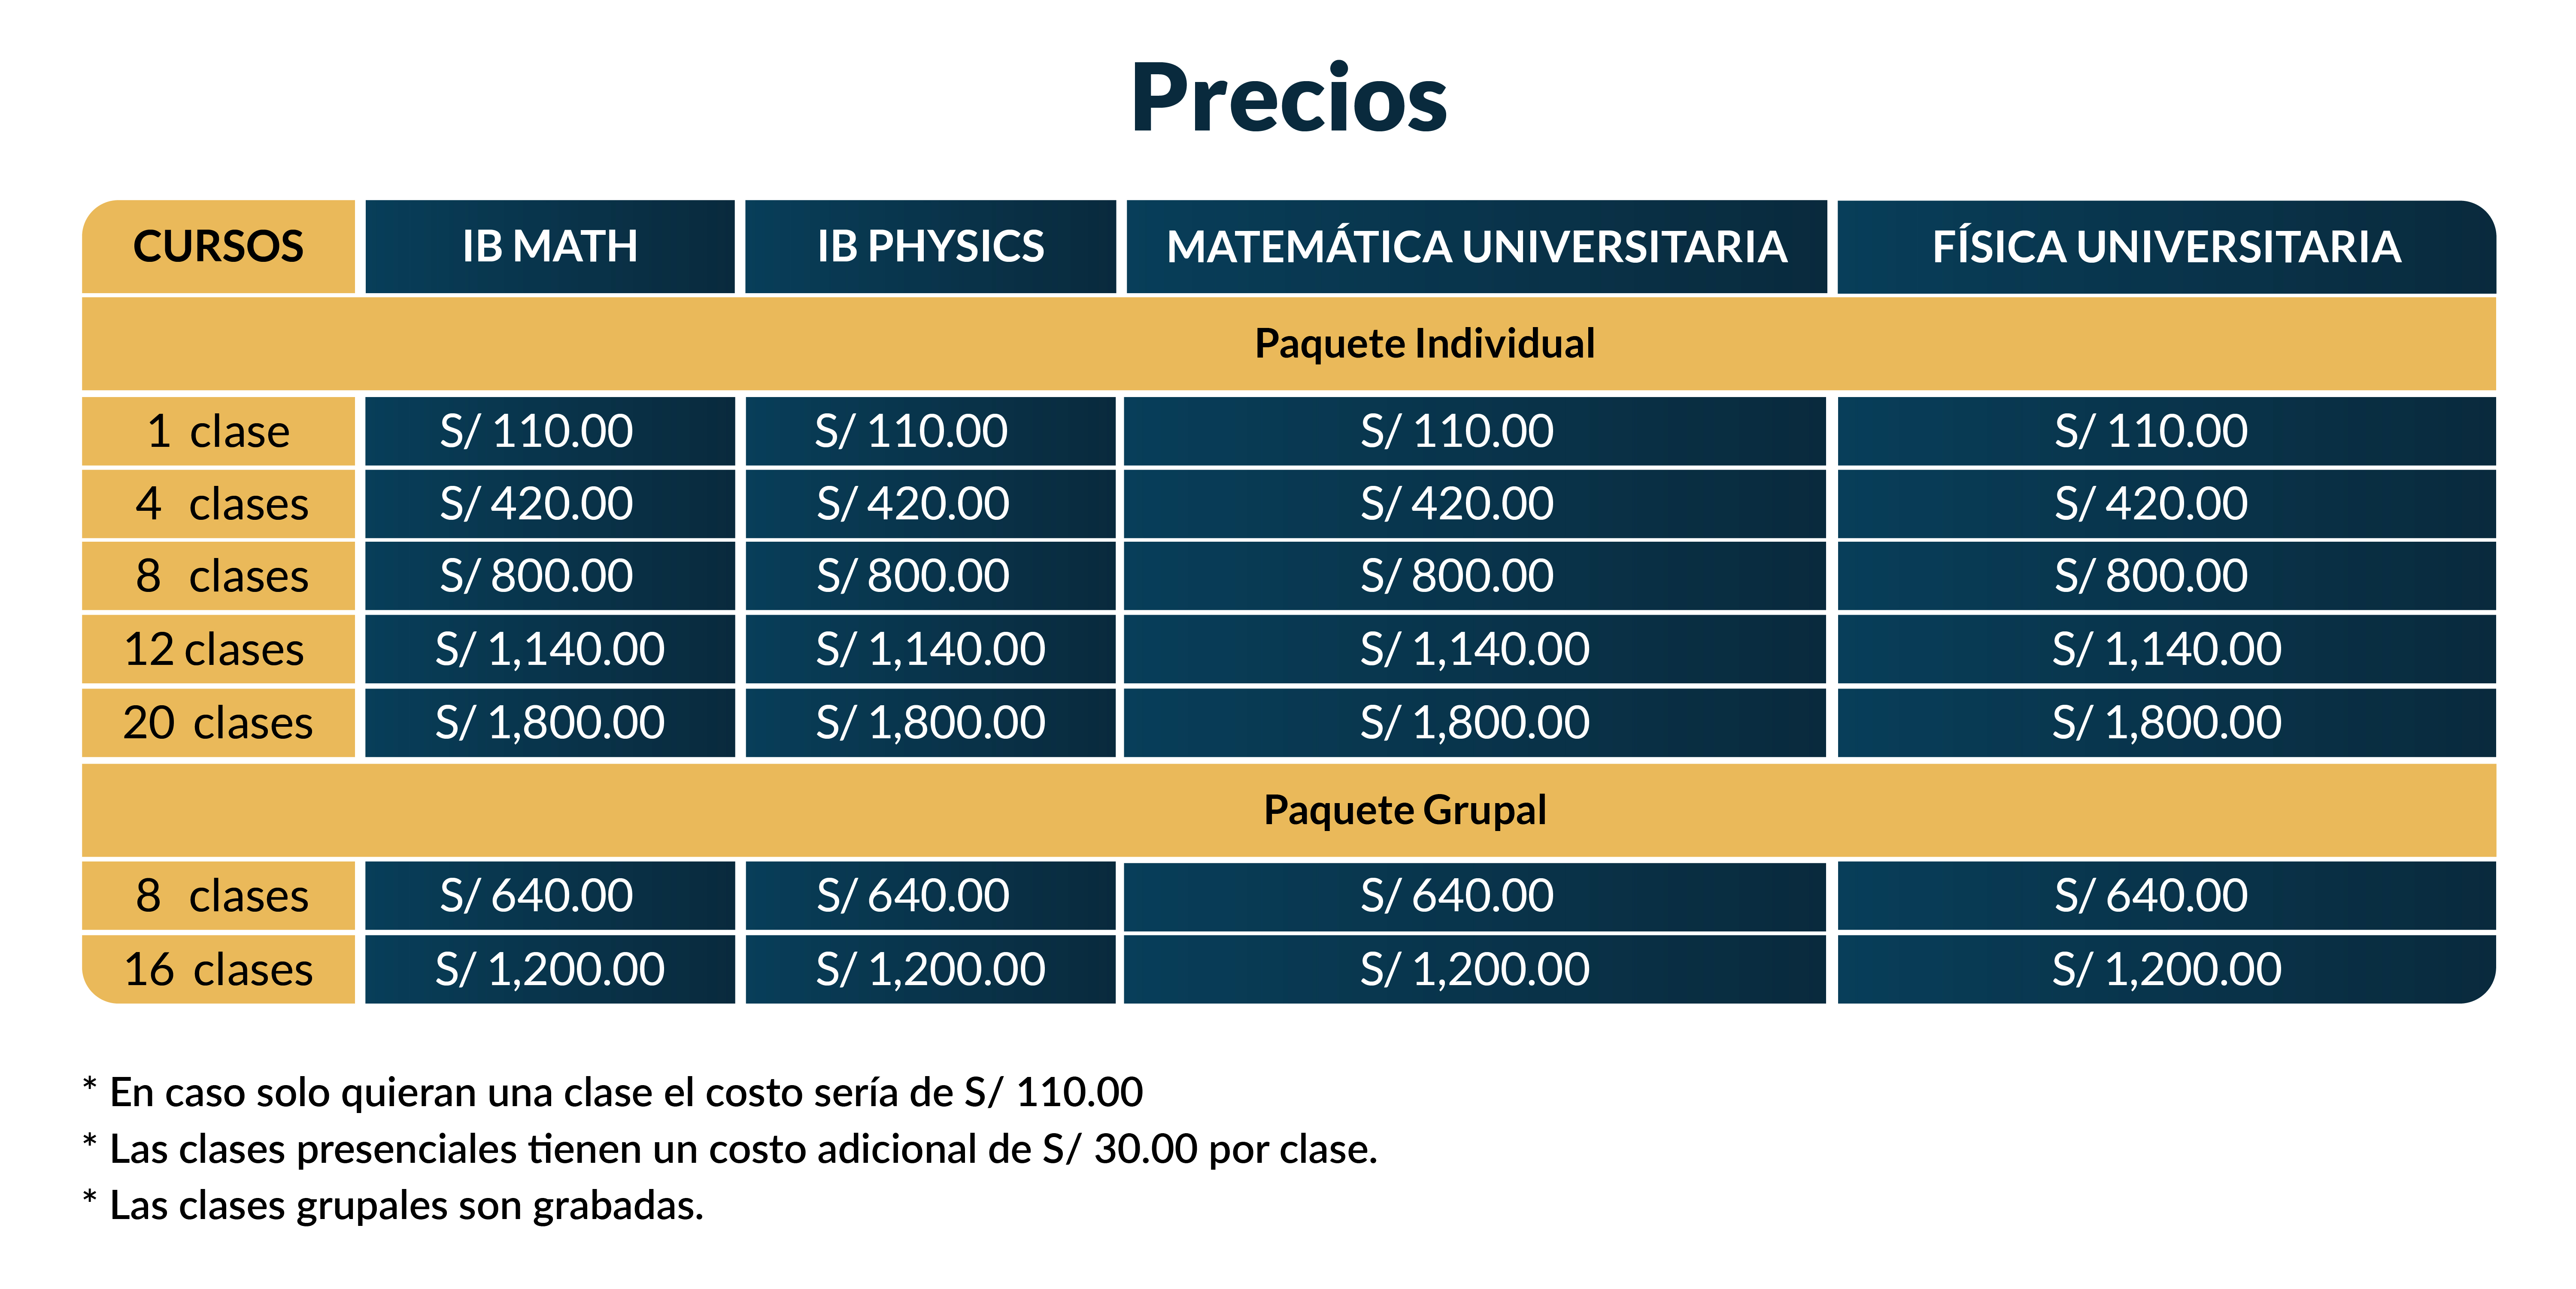 Precios
CURSOS IB MATH IB PHYSICS MATEMÁTICA UNIVERSITARIA FÍSICA UNIVERSITARIA
Paquete Individual
1 clase S/ 110.00 S/ 110.00 S/ 110.00 S/ 110.00
4 clases S/ 420.00 S/ 420.00 S/ 420.00 S/ 420.00
8 clases S/ 800.00 S/ 800.00 S/ 800.00 S/ 800.00
12 clases S/ 1,140.00 S/ 1,140.00 S/ 1,140.00 S/ 1,140.00
20 clases S/ 1,800.00 S/ 1,800.00 S/ 1,800.00 S/ 1,800.00
Paquete Grupal
8 clases S/ 640.00 S/ 640.00 S/ 640.00 S/ 640.00
16 clases S/ 1,200.00 S/ 1,200.00 S/ 1,200.00 S/ 1,200.00
* En caso solo quieran una clase el costo sería de S/ 110.00
* Las clases presenciales tienen un costo adicional de S/ 30.00 por clase.
* Las clases grupales son grabadas.